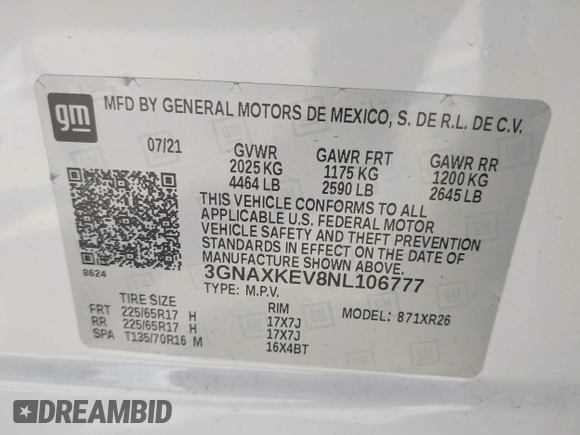 gm
MFD BY GENERAL MOTORS DE MEXICO, S. DE R.L. DE C.V.
07/21 GVWR GAWR FRT GAWR RR
2025 KG 1175 KG 1200 KG
4464 LB 2590 LB 2645 LB
THIS VEHICLE CONFORMS TO ALL
APPLICABLE U.S. FEDERAL MOTOR
VEHICLE SAFETY AND THEFT PREVENTION
STANDARDS IN EFFECT ON THE DATE OF
MANUFACTURE SHOWN ABOVE.
8624
3GNAXKEV8NL106777
TYPE: M.P.V.
TIRE SIZE RIM MODEL: 871XR26
FRT 225/65R17 H 17X7J
RR 225/65R17 H 17X7J
SPA T135/70R16 M 16X4BT
DREAMBID